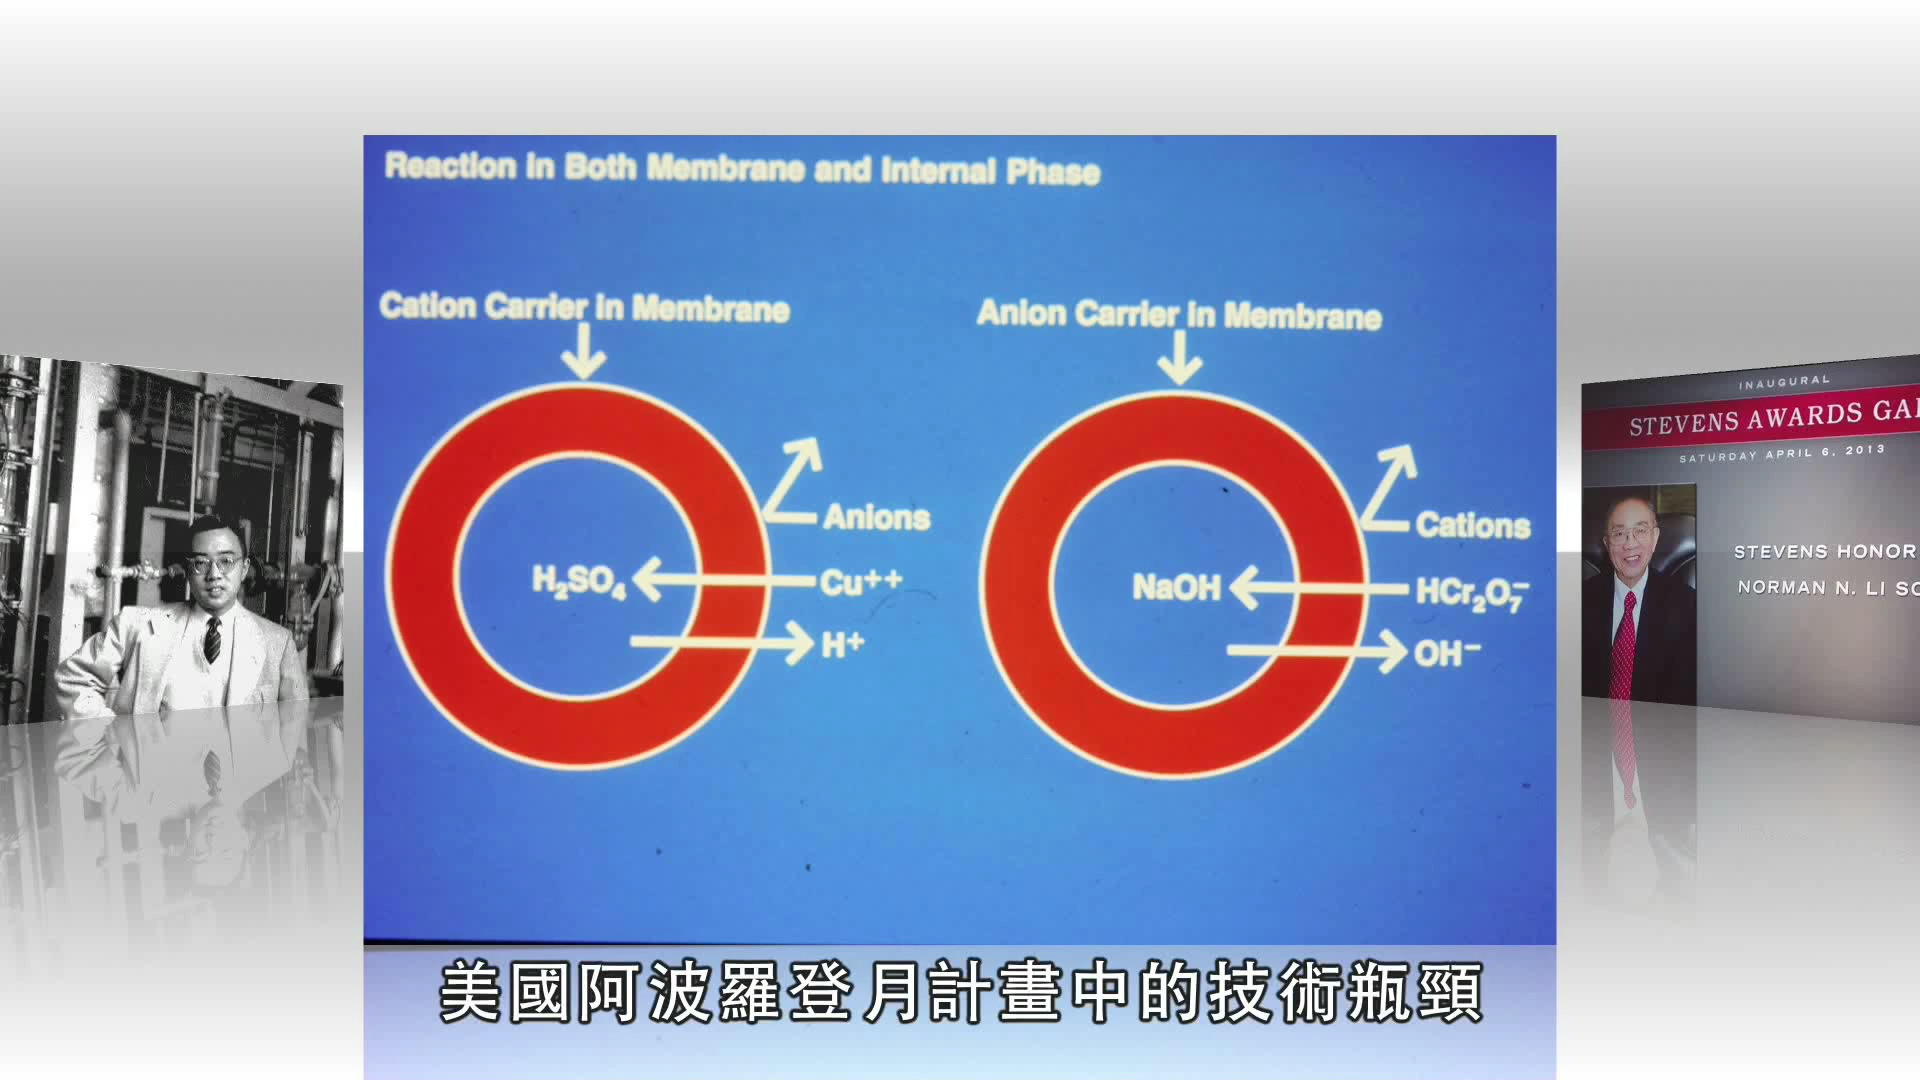 Reaction in Both Membrane and Internal Phase
Cation Carrier in Membrane
Anions
H₂SO₄
Cu++
H+
Anion Carrier in Membrane
Cations
NaOH
HCr₂O₇⁻
OH⁻
INAUGURAL
STEVENS AWARDS GA
SATURDAY APRIL 6, 2013
STEVENS HONOR
NORMAN N. LI SC
美國阿波羅登月計畫中的技術瓶頸